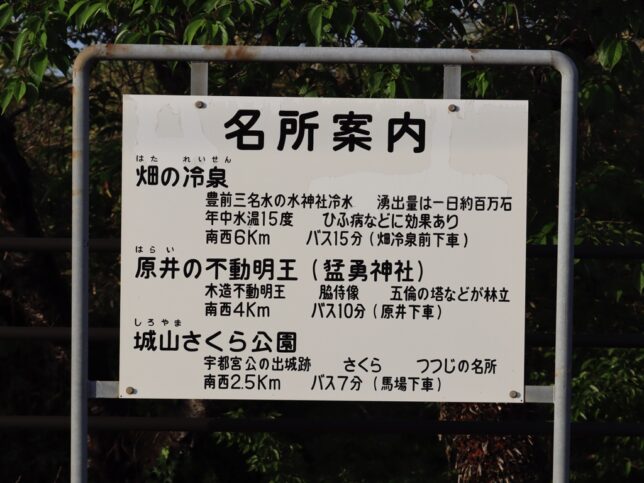 名所案内
はた れいせん
畑の冷泉
豊前三名水の水神社冷水 湧出量は一日約百万石
年中水温15度 ひふ病などに効果あり
南西6Km バス15分(畑冷泉前下車)
はらい
原井の不動明王(猛勇神社)
木造不動明王 脇侍像 五倫の塔などが林立
南西4Km バス10分(原井下車)
しろやま
城山さくら公園
宇都宮公の出城跡 さくら つつじの名所
南西2.5Km バス7分(馬場下車)